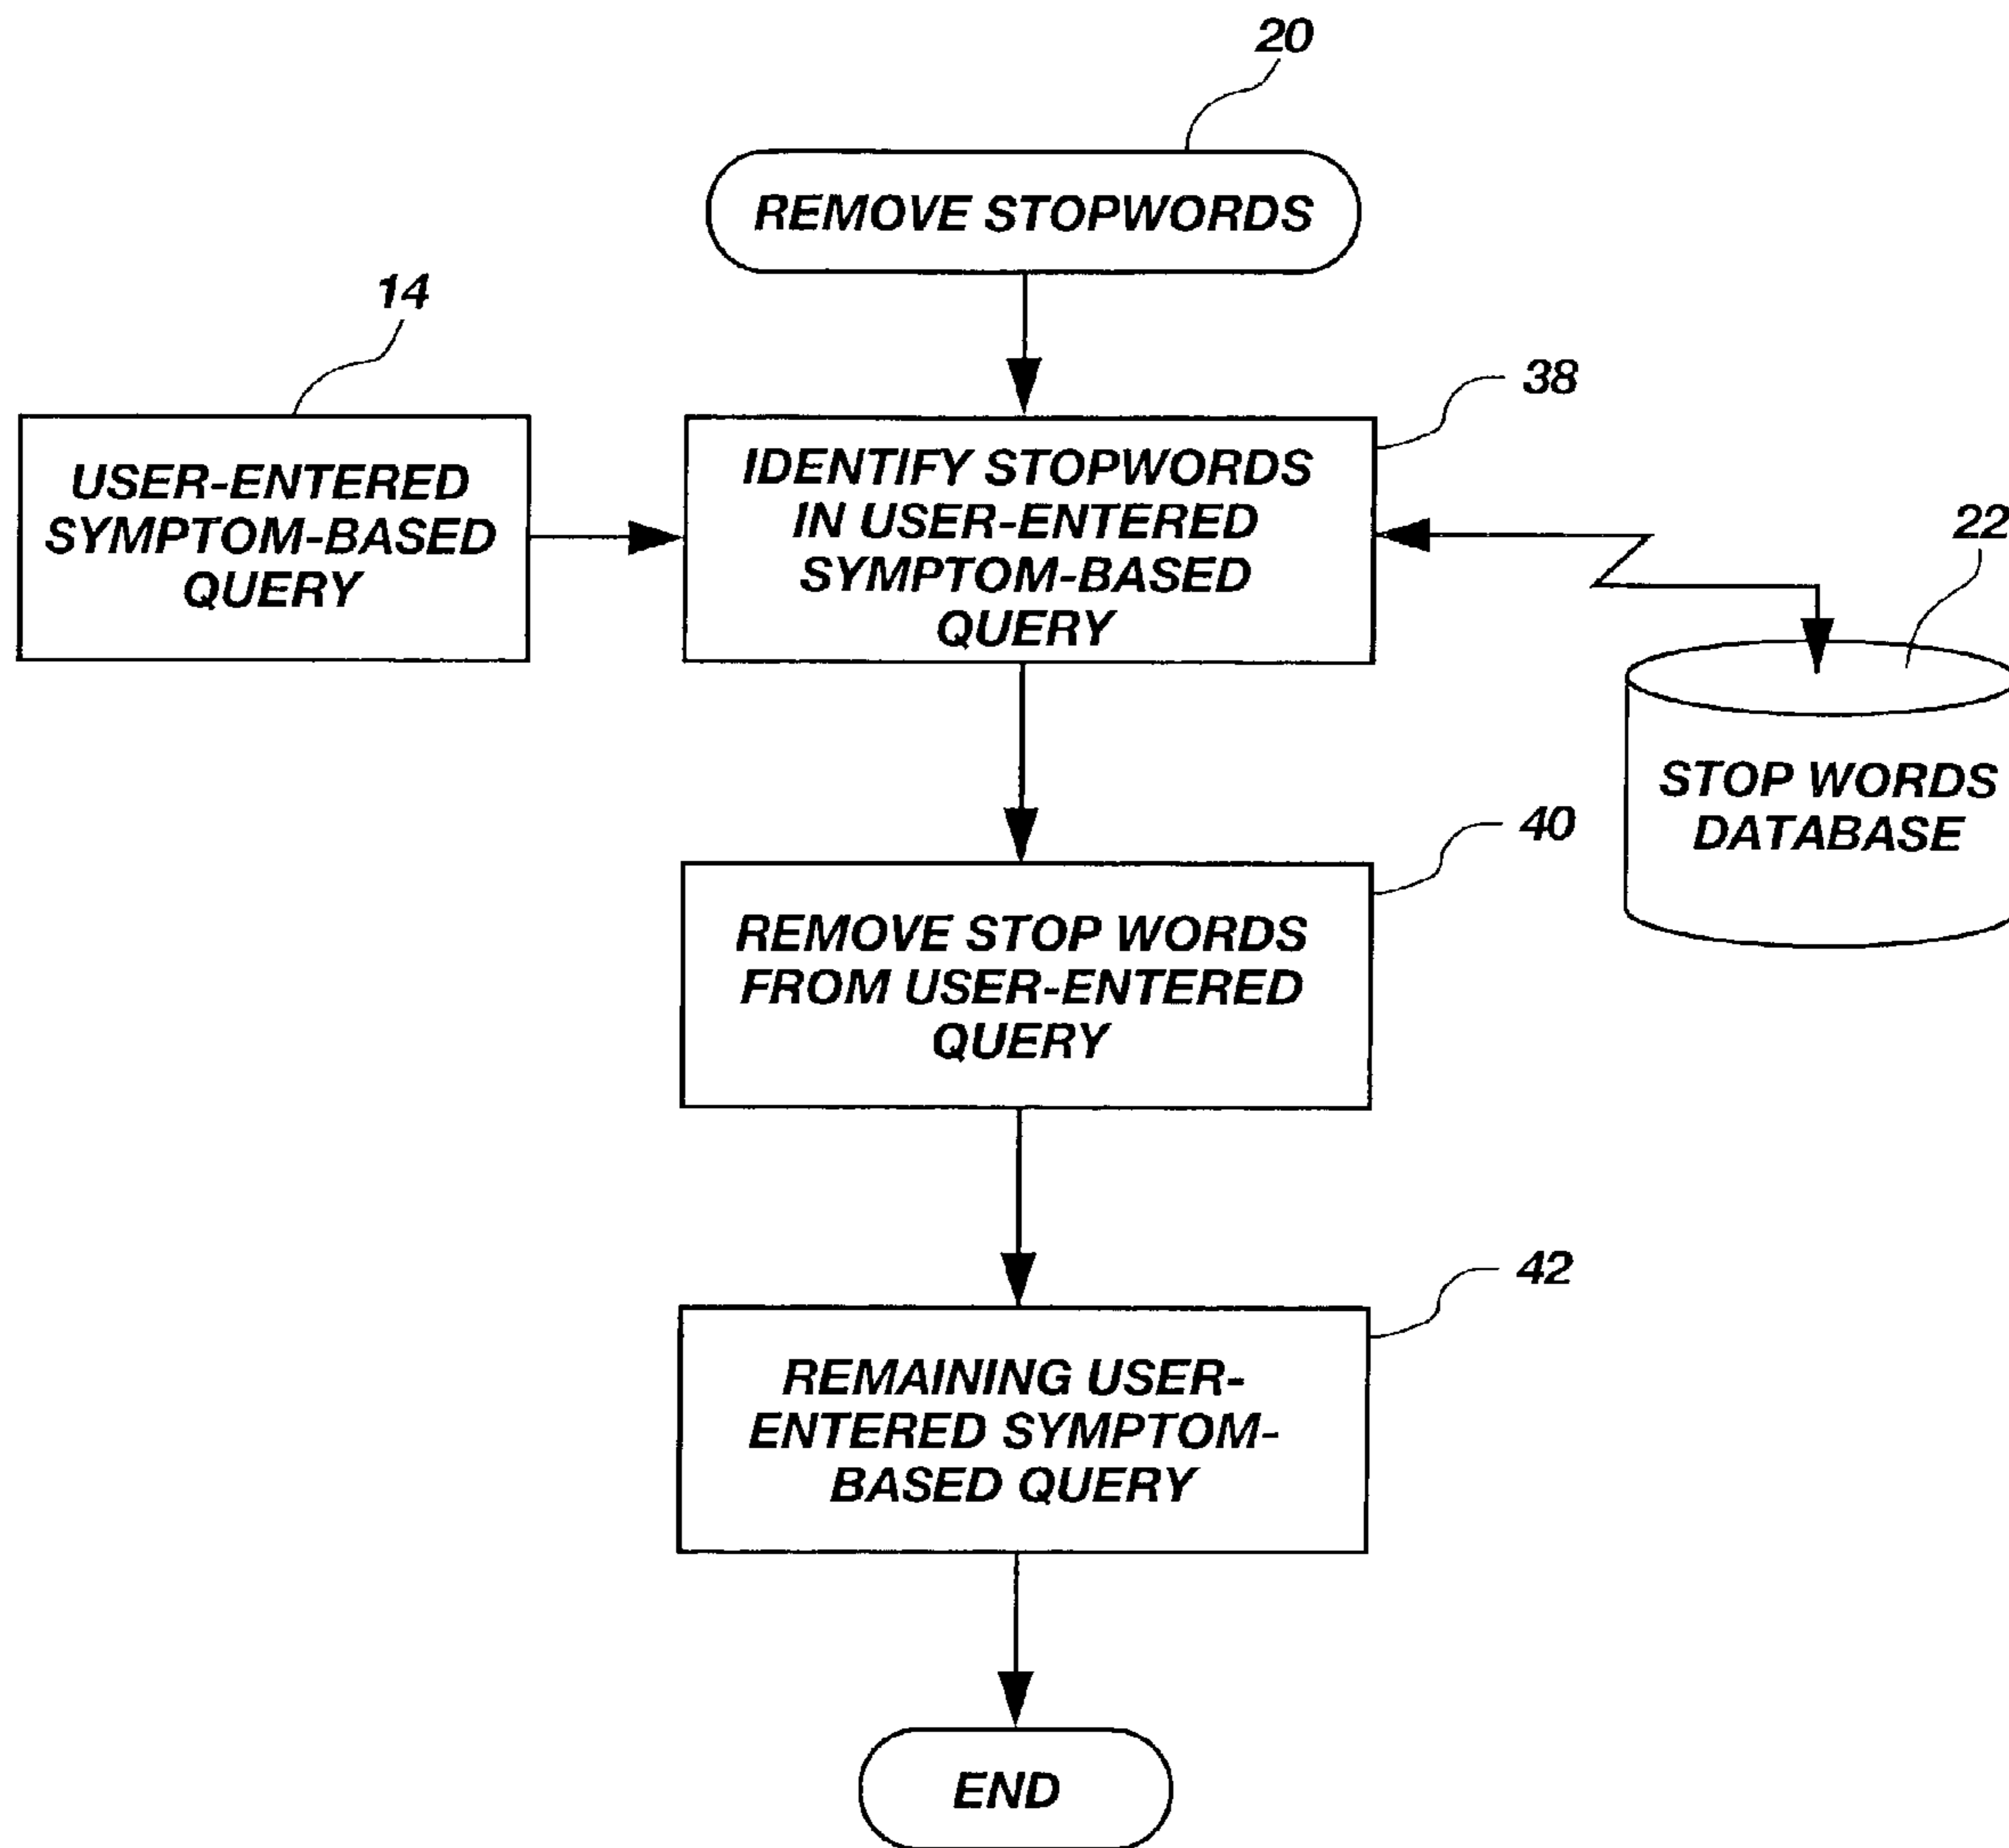 20
REMOVE STOPWORDS
14
38
USER-ENTERED
SYMPTOM-BASED
QUERY
IDENTIFY STOPWORDS
IN USER-ENTERED
SYMPTOM-BASED
QUERY
22
STOP WORDS
DATABASE
40
REMOVE STOP WORDS
FROM USER-ENTERED
QUERY
42
REMAINING USER-
ENTERED SYMPTOM-
BASED QUERY
END